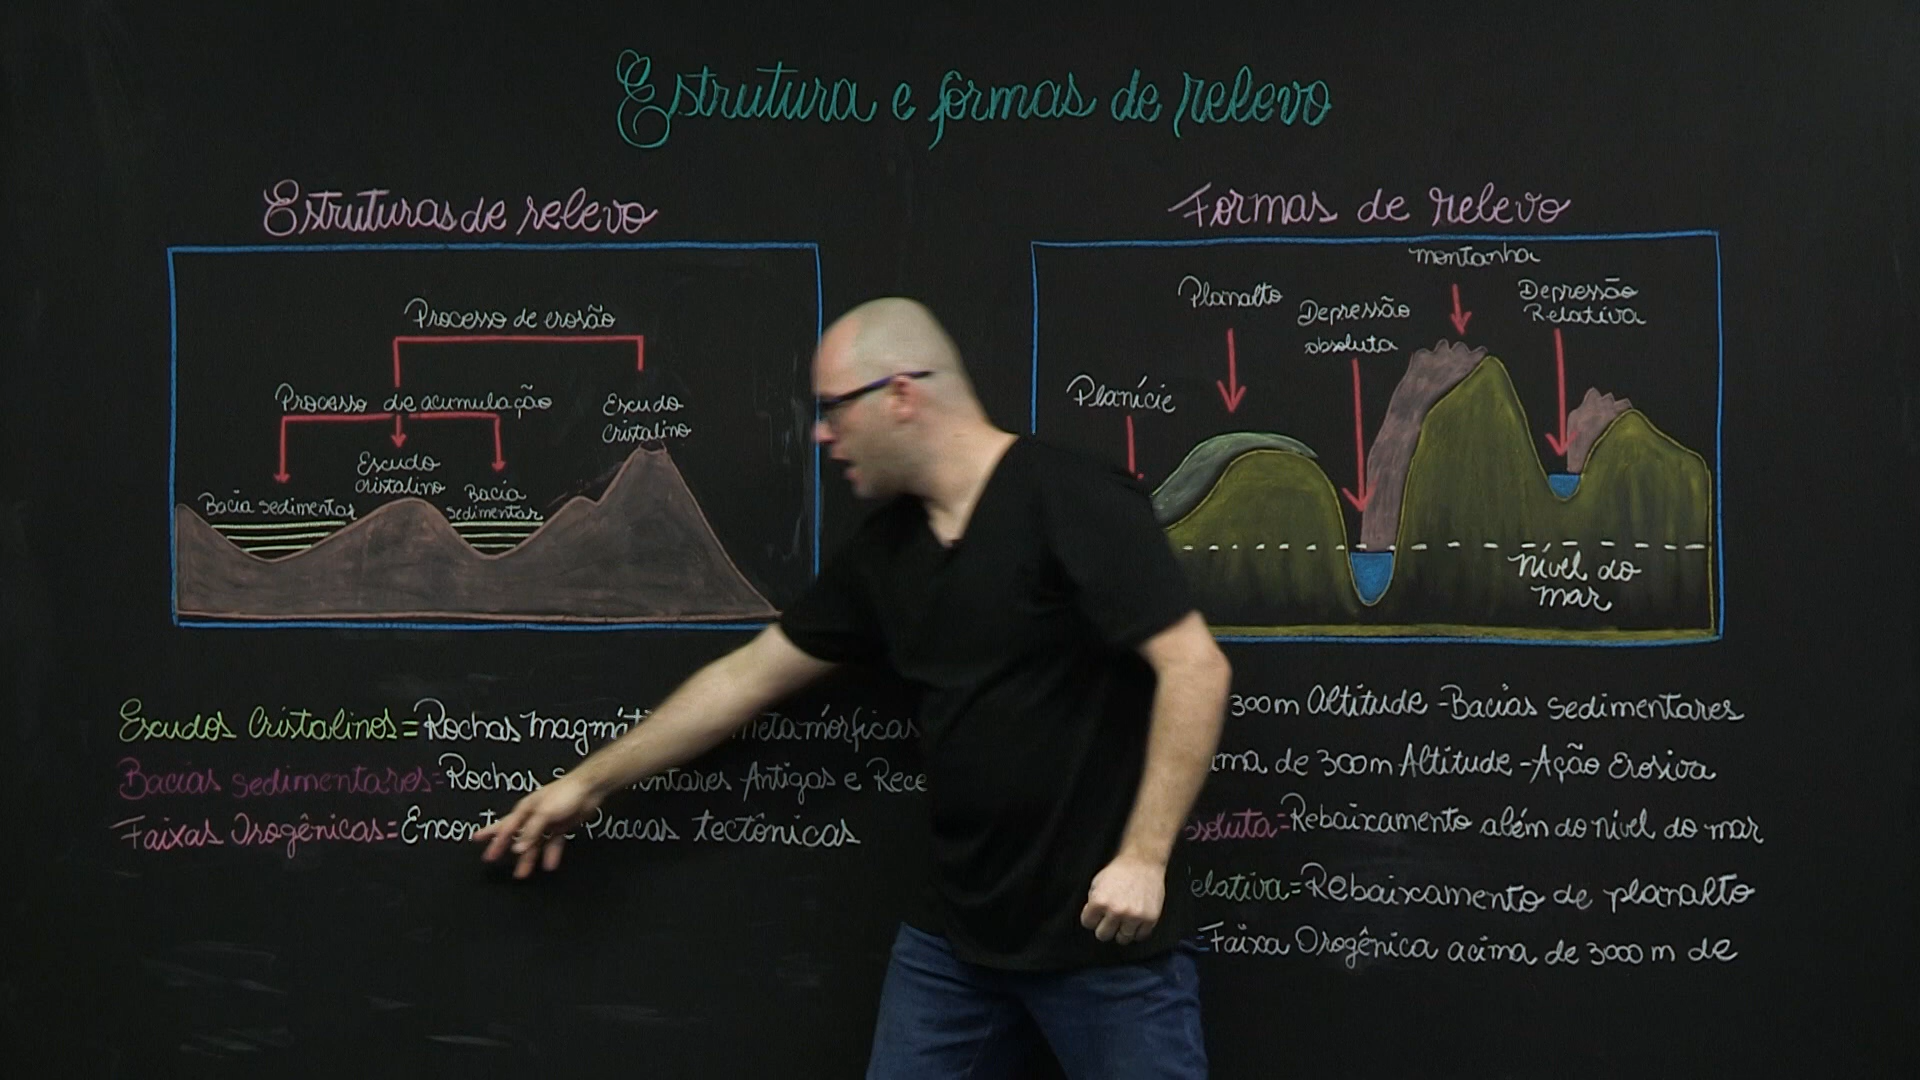 Estrutura e formas de relevo
Estruturas de relevo
Processo de erosão
Processo de acumulação
Escudo
Cristalino
Escudo
cristalino
Bacia sedimentar
Bacia
sedimentar
Escudos Cristalinos=Rochas metamórficas
Bacias sedimentares=Rochas Antigas e
Faixas Orogênicas= Placas tectônicas
Formas de relevo
montanha
Planalto
Depressão
absoluta
Depressão
Relativa
Planície
Nível do
mar
300m Altitude -Bacias sedimentares
de 300m Altitude -Ação Erosiva
=Rebaixamento além do nível do mar
=Rebaixamento de planalto
=Faixa Orogênica acima de 3000 m de